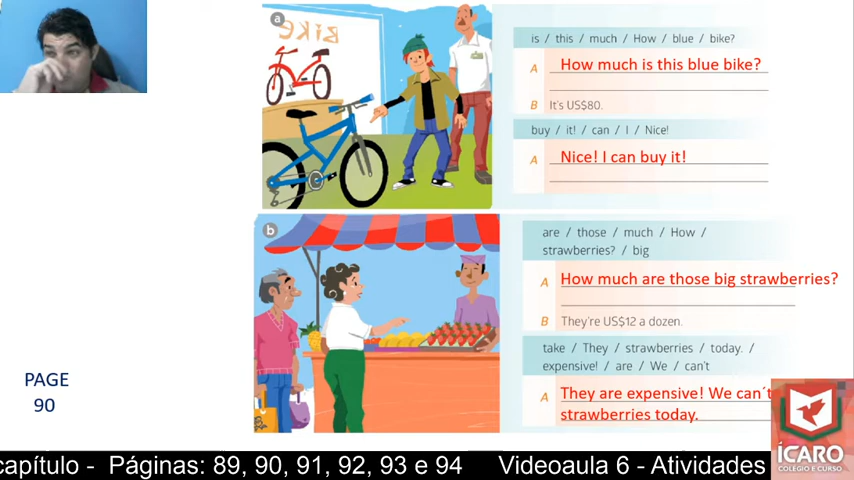 BIKE
is / this / much / How / blue / bike?
A How much is this blue bike?
B It's US$80.
buy / it! / can / I / Nice!
A Nice! I can buy it!
are / those / much / How /
strawberries? / big
A How much are those big strawberries?
B They're US$12 a dozen.
take / They / strawberries / today. /
expensive! / are / We / can't
A They are expensive! We can´t
strawberries today.
a
b
PAGE
90
capítulo - Páginas: 89, 90, 91, 92, 93 e 94 Videoaula 6 - Atividades
ÍCARO
COLÉGIO E CURSO